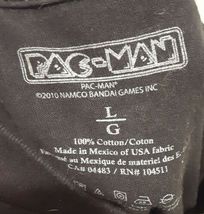 PAC-MAN
PAC-MAN®
©2010 NAMCO BANDAI GAMES INC
L
G
100% Cotton/Coton
Made in Mexico of USA fabric
au Mexique de materiel des E
CA# 04483 / RN# 104511